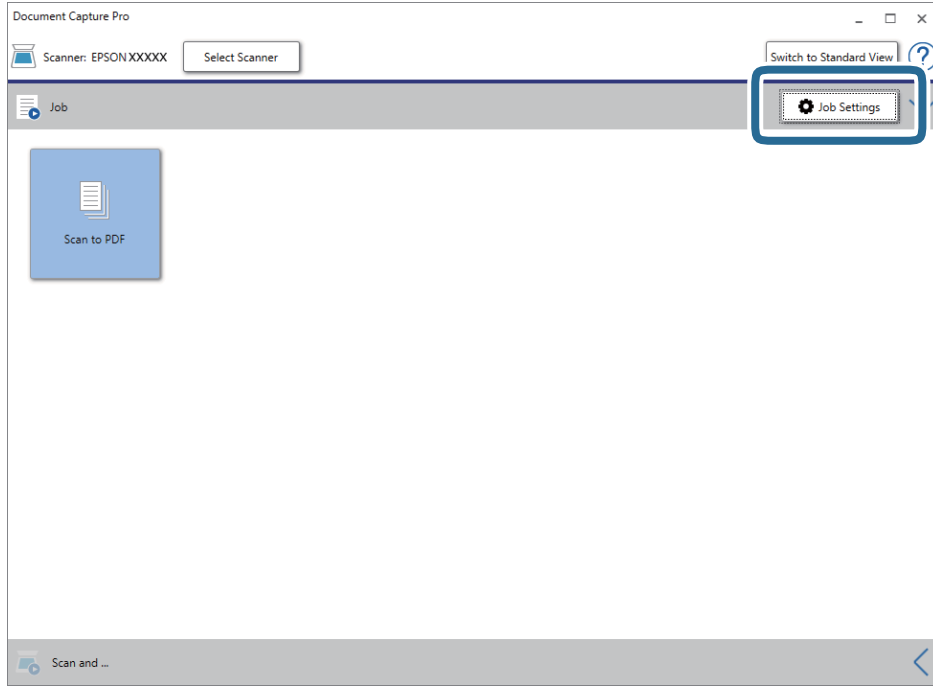 Document Capture Pro
Scanner: EPSON XXXXX Select Scanner Switch to Standard View ?
Job Job Settings
Scan to PDF
Scan and ...